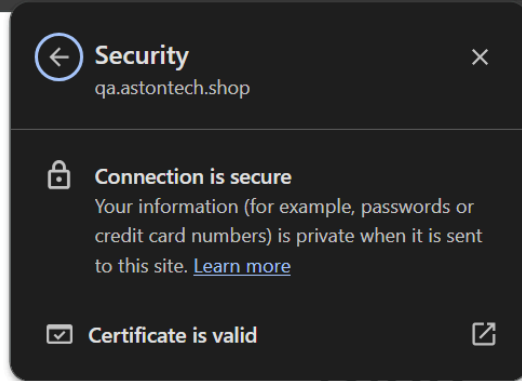 Security
qa.astontech.shop
Connection is secure
Your information (for example, passwords or
credit card numbers) is private when it is sent
to this site. Learn more
Certificate is valid